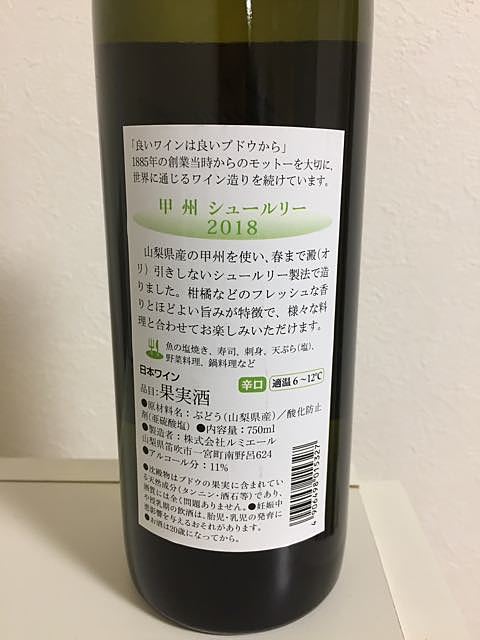 「良いワインは良いブドウから」
1885年の創業当時からのモットーを大切に、
世界に通じるワイン造りを続けています。
甲州 シュールリー
2018
山梨県産の甲州を使い、春まで澱(オ
リ)引きしないシュールリー製法で造
りました。柑橘などのフレッシュな香
りとほどよい旨みが特徴で、様々な料
理と合わせてお楽しみいただけます。
魚の塩焼き、寿司、刺身、天ぷら(塩)、
野菜料理、鍋料理など
日本ワイン
品目:果実酒
辛口 適温6～12℃
●原材料名:ぶどう(山梨県産)／酸化防止
剤(亜硫酸塩) ●内容量:750ml
●製造者:株式会社ルミエール
山梨県笛吹市一宮町南野呂624
●アルコール分:11%
●沈殿物はブドウの果実に含まれてい
る天然成分(タンニン・酒石等)であり、
酒質には全く問題ありません。●妊娠中
や授乳期の飲酒は、胎児・乳児の発育に
悪影響を与えるおそれがあります。
●お酒は20歳になってから。
4 906498 015327